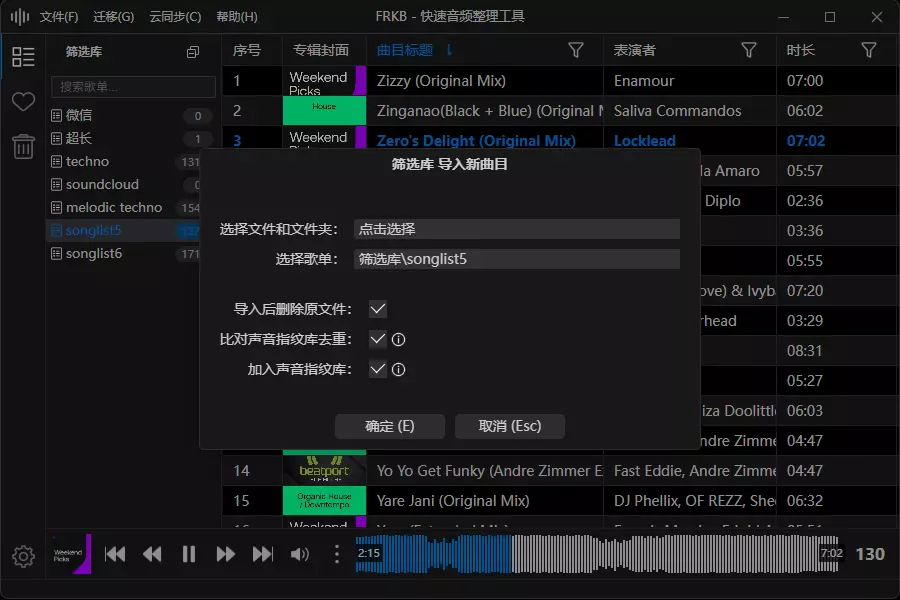 文件(F) 迁移(G) 云同步(C) 帮助(H) FRKB - 快速音频整理工具
筛选库
搜索歌单...
微信 0
超长 1
techno 131
soundcloud
melodic techno 154
songlist5
songlist6 171
序号 专辑封面 曲目标题 ↓ 表演者 时长
1 Weekend Picks Zizzy (Original Mix) Enamour 07:00
2 House Zinganao(Black + Blue) (Original M Saliva Commandos 06:02
3 Weekend Zero's Delight (Original Mix) Locklead 07:02
la Amaro 05:57
Diplo 02:36
03:36
05:55
ove) & Ivyba 07:20
rhead 03:29
08:31
05:27
iza Doolittl 06:03
ndre Zimme 04:47
14 beatport Yo Yo Get Funky (Andre Zimmer E Fast Eddie, Andre Zimme 04:47
15 Organic House / Downtempo Yare Jani (Original Mix) DJ Phellix, OF REZZ, She 06:32
Weekend
筛选库 导入新曲目
选择文件和文件夹: 点击选择
选择歌单: 筛选库\songlist5
导入后删除原文件:
比对声音指纹库去重:
加入声音指纹库:
确定 (E) 取消 (Esc)
Weekend Picks
2:15 7:02 130